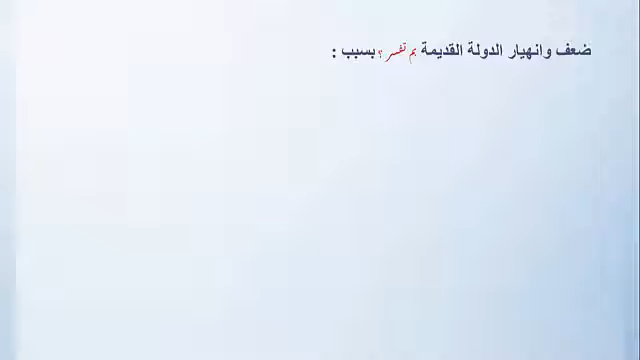 ضعف وانهيار الدولة القديمة بم تفسر ؟ بسبب :